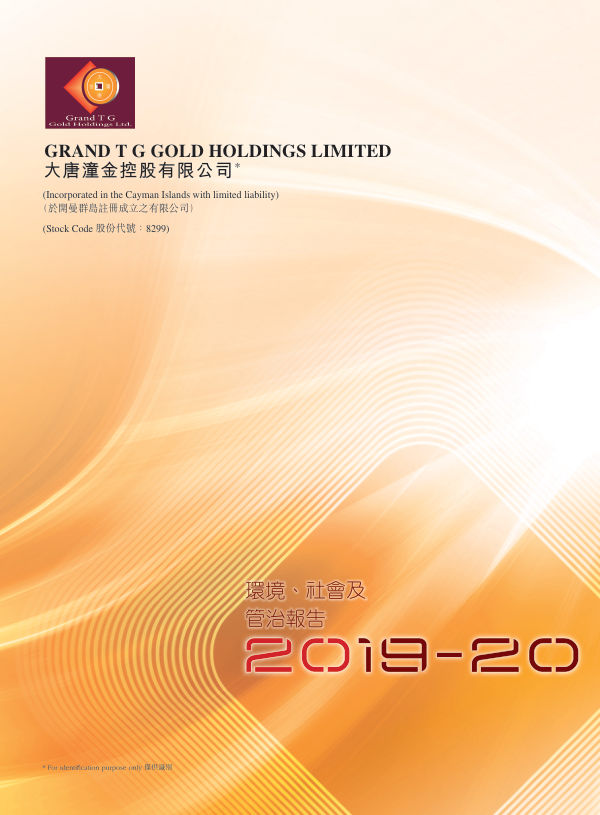 Grand T G
Gold Holdings Ltd.
GRAND T G GOLD HOLDINGS LIMITED
大唐潼金控股有限公司*
(Incorporated in the Cayman Islands with limited liability)
(於開曼群島註冊成立之有限公司)
(Stock Code 股份代號：8299)
環境、社會及
管治報告
2019-20
* For identification purpose only 僅供識別